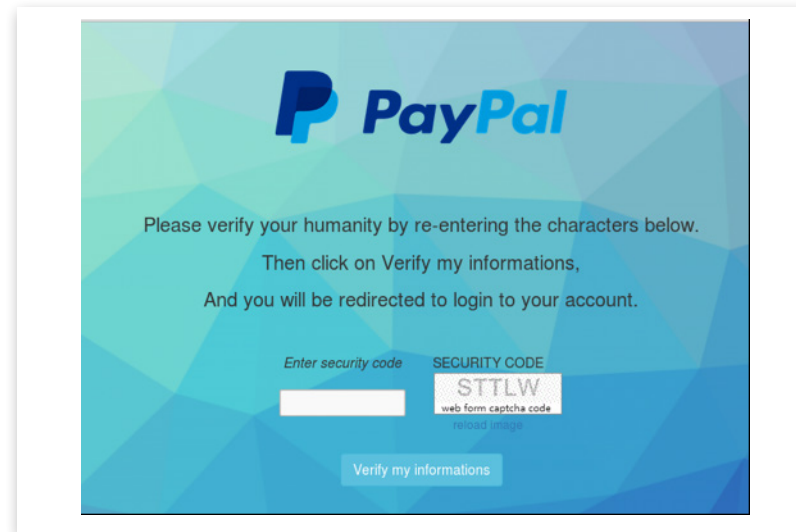 PayPal
Please verify your humanity by re-entering the characters below.
Then click on Verify my informations,
And you will be redirected to login to your account.
Enter security code
SECURITY CODE
STTLW
web form captcha code
reload image
Verify my informations